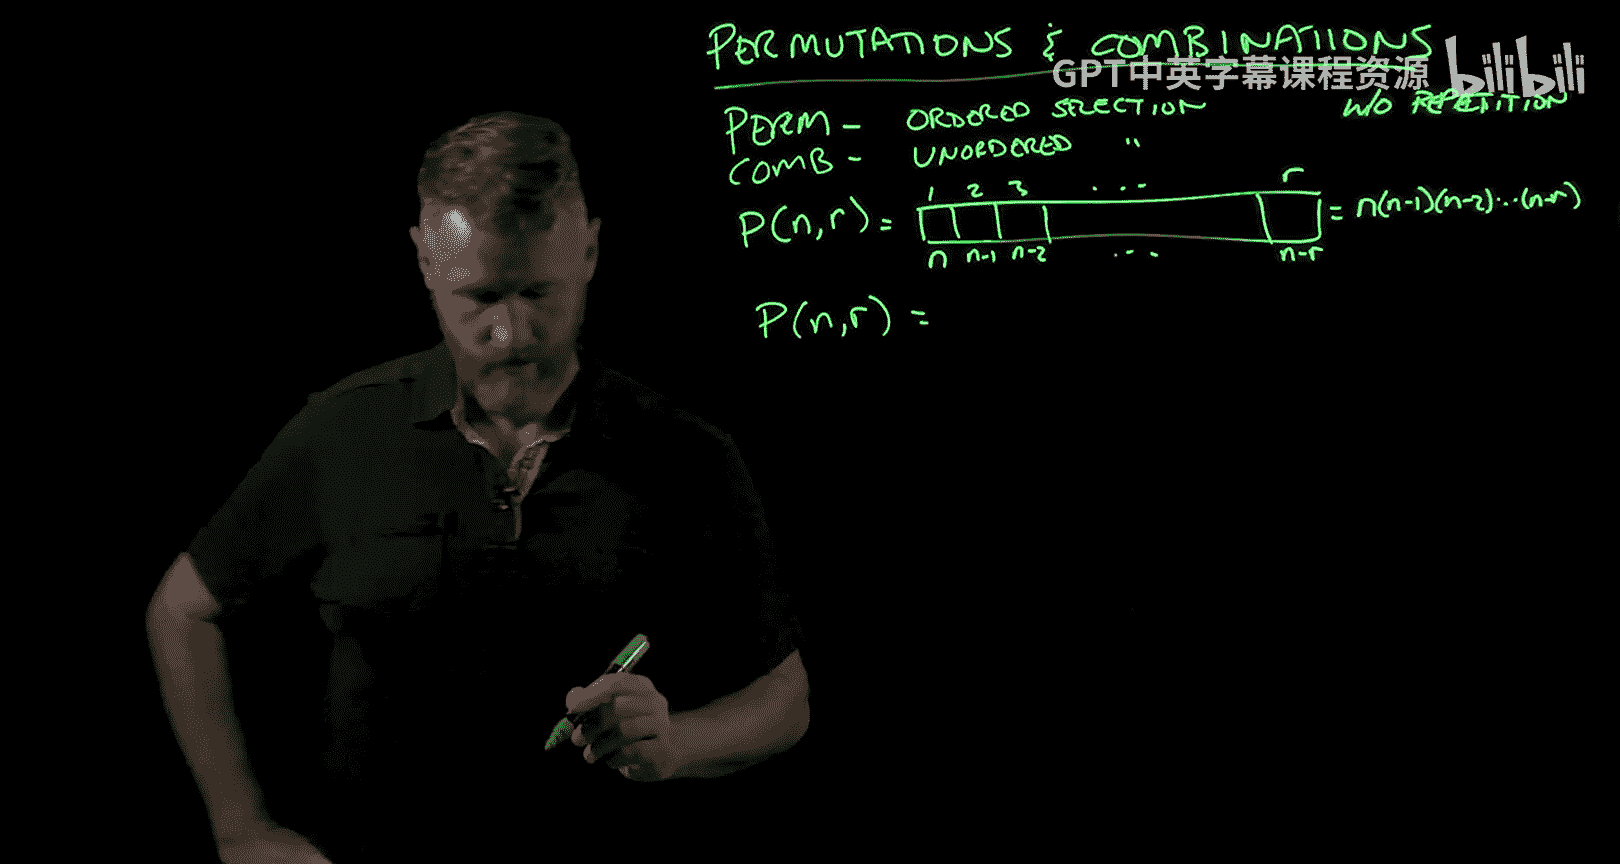 PERMUTATIONS & COMBINATIONS
GPT中英字幕课程资源 bilibili
PERM - ORDERED SELECTION W/O REPETITION
COMB - UNORDERED "
1 2 3 ... r
P(n,r) = = n(n-1)(n-2)...(n-r)
n n-1 n-2 ... n-r
P(n,r) =